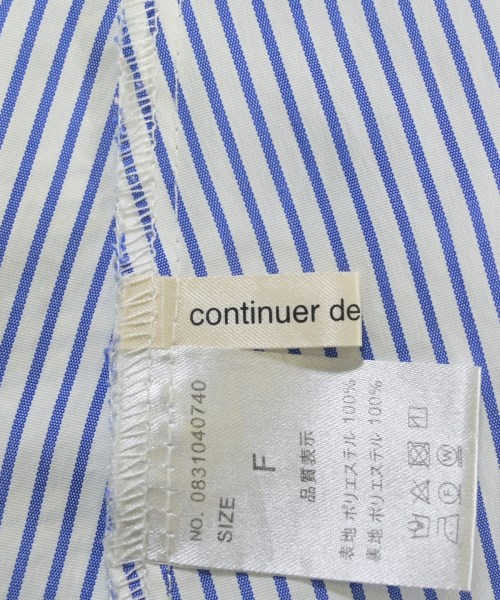 continuer de
NO. 0831040740
SIZE
F
品質表示
表地 ポリエステル 100%
裏地 ポリエステル 100%